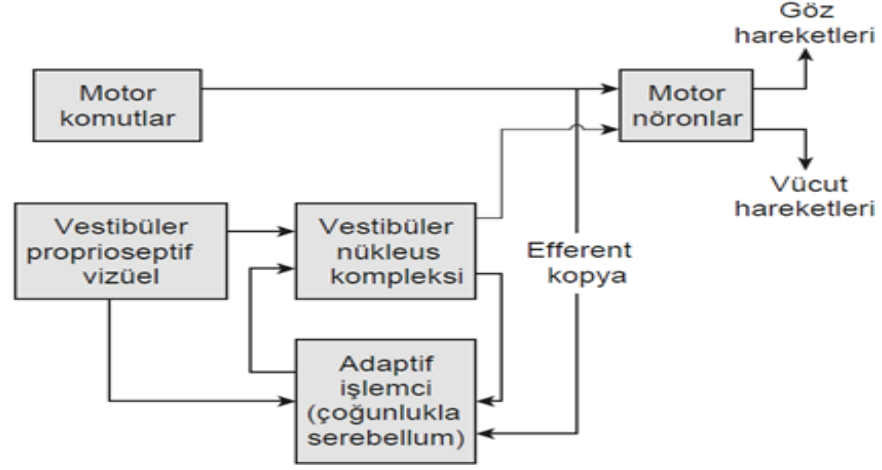 Göz
hareketleri
Motor
komutlar
Motor
nöronlar
Vücut
hareketleri
Vestibüler
proprioseptif
vizüel
Vestibüler
nükleus
kompleksi
Efferent
kopya
Adaptif
işlemci
(çoğunlukla
serebellum)